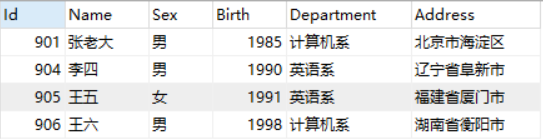 Id Name Sex Birth Department Address
901 张老大 男 1985 计算机系 北京市海淀区
904 李四 男 1990 英语系 辽宁省阜新市
905 王五 女 1991 英语系 福建省厦门市
906 王六 男 1998 计算机系 湖南省衡阳市